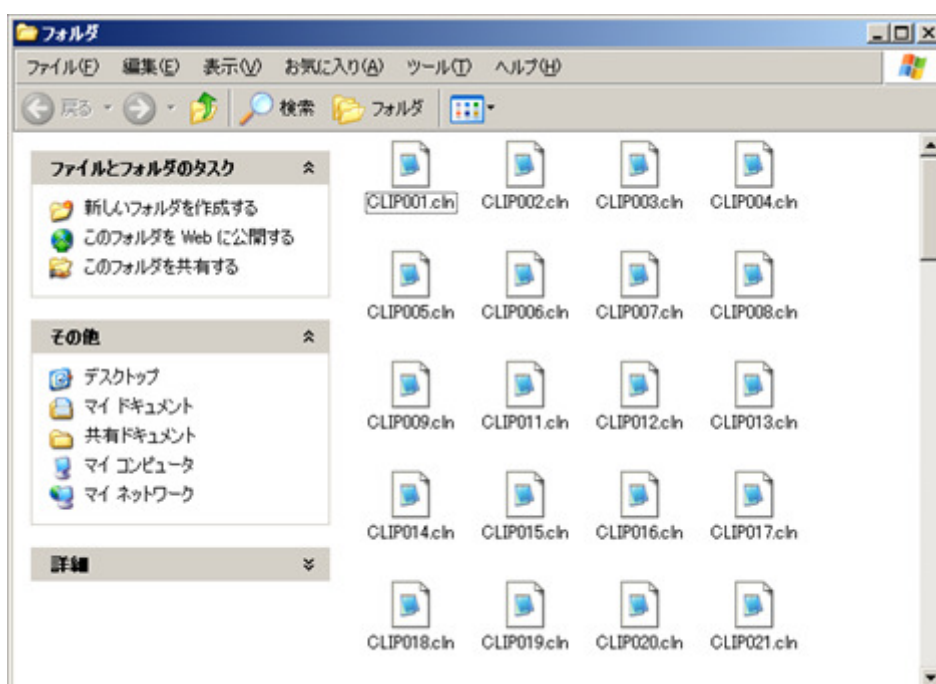 フォルダ
ファイル(F) 編集(E) 表示(V) お気に入り(A) ツール(T) ヘルプ(H)
戻る 検索 フォルダ
ファイルとフォルダのタスク
新しいフォルダを作成する
このフォルダを Web に公開する
このフォルダを共有する
その他
デスクトップ
マイ ドキュメント
共有ドキュメント
マイ コンピュータ
マイ ネットワーク
詳細
CLIP001.cln CLIP002.cln CLIP003.cln CLIP004.cln
CLIP005.cln CLIP006.cln CLIP007.cln CLIP008.cln
CLIP009.cln CLIP011.cln CLIP012.cln CLIP013.cln
CLIP014.cln CLIP015.cln CLIP016.cln CLIP017.cln
CLIP018.cln CLIP019.cln CLIP020.cln CLIP021.cln